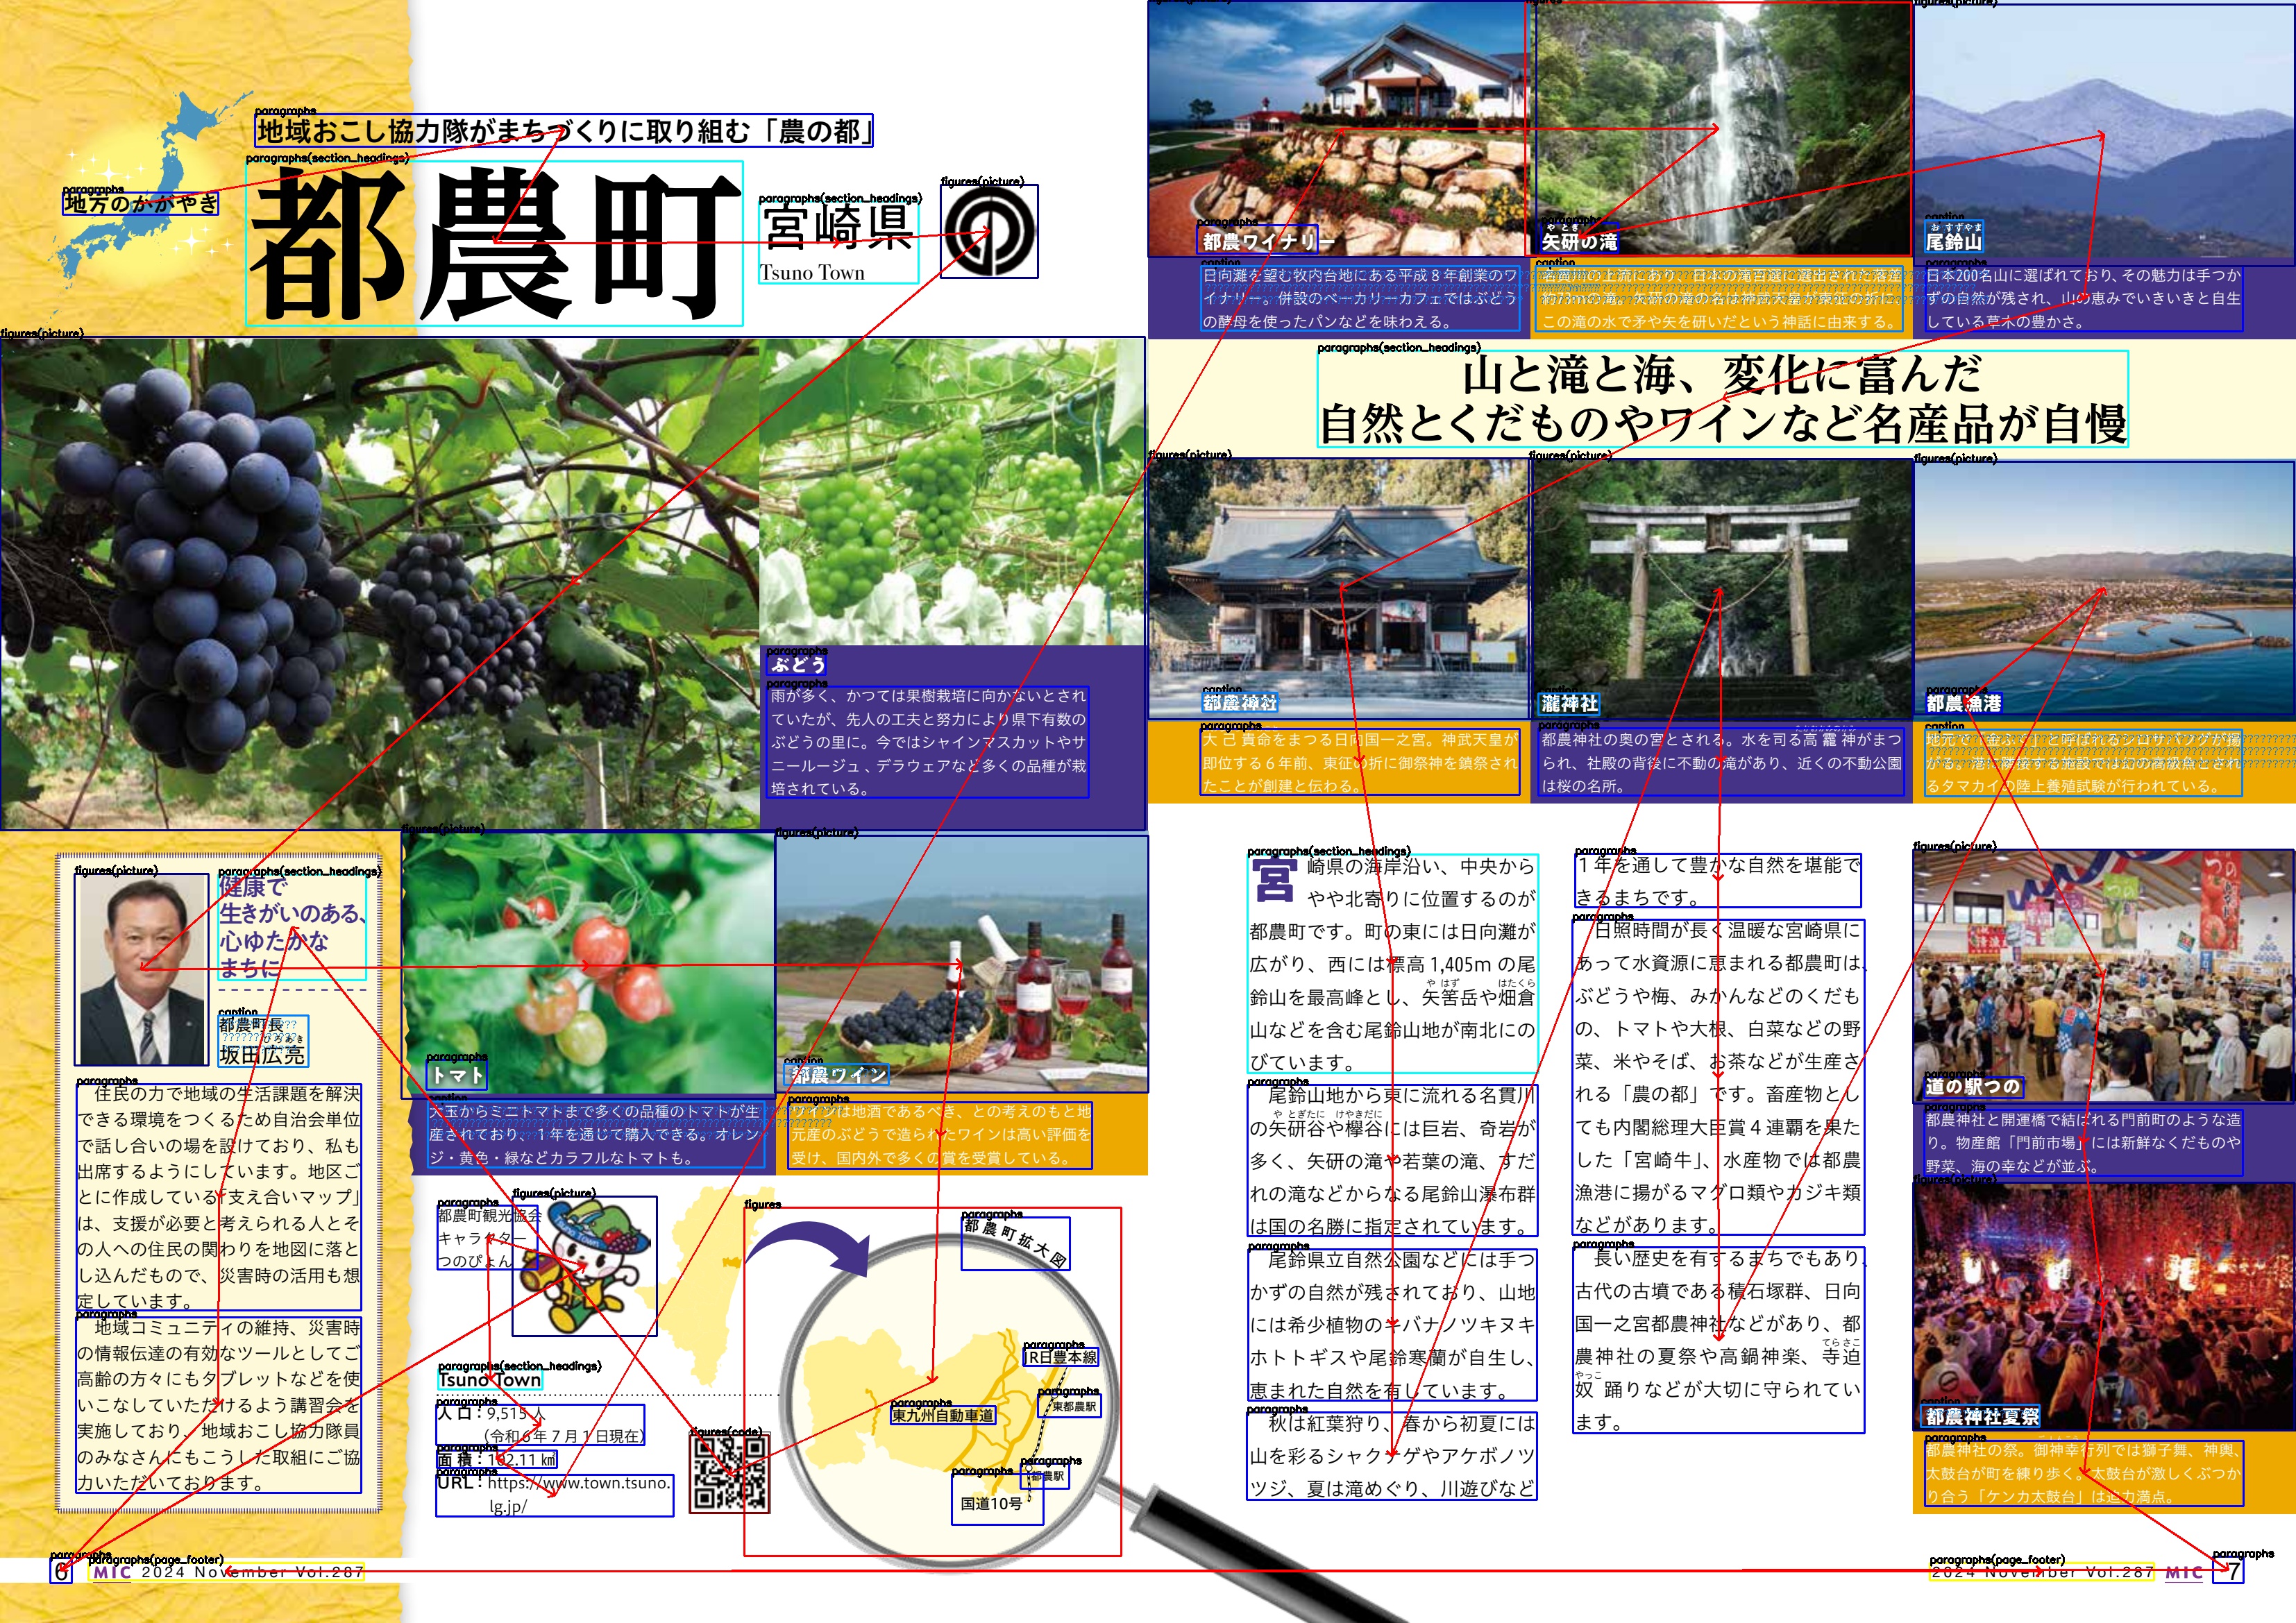 地方のかがやき
地域おこし協力隊がまちづくりに取り組む「農の都」
都農町
宮崎県
Tsuno Town
ぶどう
雨が多く、かつては果樹栽培に向かないとされ
ていたが、先人の工夫と努力により県下有数の
ぶどうの里に。今ではシャインマスカットやサ
ニールージュ、デラウェアなど多くの品種が栽
培されている。
健康で
生きがいのある、
心ゆたかな
まちに
都農町長
ひろあき
坂田広亮
住民の力で地域の生活課題を解決
できる環境をつくるため自治会単位
で話し合いの場を設けており、私も
出席するようにしています。地区ご
とに作成している「支え合いマップ」
は、支援が必要と考えられる人とそ
の人への住民の関わりを地図に落と
し込んだもので、災害時の活用も想
定しています。
地域コミュニティの維持、災害時
の情報伝達の有効なツールとしてご
高齢の方々にもタブレットなどを使
いこなしていただけるよう講習会を
実施しており、地域おこし協力隊員
のみなさんにもこうした取組にご協
力いただいております。
トマト
大玉からミニトマトまで多くの品種のトマトが生
産されており、1年を通じて購入できる。オレン
ジ・黄色・緑などカラフルなトマトも。
都農ワイン
ワインは地酒であるべき、との考えのもと地
元産のぶどうで造られたワインは高い評価を
受け、国内外で多くの賞を受賞している。
都農町観光協会
キャラクター
つのぴょん
Tsuno Town
人口：9,515人
（令和6年7月1日現在）
面積：102.11㎢
URL：https://www.town.tsuno.
lg.jp/
都農町拡大図
JR日豊本線
東都農駅
東九州自動車道
都農駅
国道10号
6 MIC 2024 November Vol.287
都農ワイナリー
日向灘を望む牧内台地にある平成8年創業のワ
イナリー。併設のベーカリーカフェではぶどう
の酵母を使ったパンなどを味わえる。
やとぎ
矢研の滝
この滝の水で矛や矢を研いだという神話に由来する。
おすずやま
尾鈴山
日本200名山に選ばれており、その魅力は手つか
ずの自然が残され、山の恵みでいきいきと自生
している草木の豊かさ。
山と滝と海、変化に富んだ
自然とくだものやワインなど名産品が自慢
都農神社
大己貴命をまつる日向国一之宮。神武天皇が
即位する6年前、東征の折に御祭神を鎮祭され
たことが創建と伝わる。
瀧神社
都農神社の奥の宮とされる。水を司る高龗神がまつ
られ、社殿の背後に不動の滝があり、近くの不動公園
は桜の名所。
都農漁港
るタマカイの陸上養殖試験が行われている。
宮崎県の海岸沿い、中央から
やや北寄りに位置するのが
都農町です。町の東には日向灘が
広がり、西には標高1,405mの尾
やはず はたくら
鈴山を最高峰とし、矢筈岳や畑倉
山などを含む尾鈴山地が南北にの
びています。
尾鈴山地から東に流れる名貫川
やとぎたに けやきだに
の矢研谷や欅谷には巨岩、奇岩が
多く、矢研の滝や若葉の滝、すだ
れの滝などからなる尾鈴山瀑布群
は国の名勝に指定されています。
尾鈴県立自然公園などには手つ
かずの自然が残されており、山地
には希少植物のキバナノツキヌキ
ホトトギスや尾鈴寒蘭が自生し、
恵まれた自然を有しています。
秋は紅葉狩り、春から初夏には
山を彩るシャクナゲやアケボノツ
ツジ、夏は滝めぐり、川遊びなど
1年を通して豊かな自然を堪能で
きるまちです。
日照時間が長く温暖な宮崎県に
あって水資源に恵まれる都農町は、
ぶどうや梅、みかんなどのくだも
の、トマトや大根、白菜などの野
菜、米やそば、お茶などが生産さ
れる「農の都」です。畜産物とし
ても内閣総理大臣賞4連覇を果た
した「宮崎牛」、水産物では都農
漁港に揚がるマグロ類やカジキ類
などがあります。
長い歴史を有するまちでもあり、
古代の古墳である積石塚群、日向
国一之宮都農神社などがあり、都
てらさこ
農神社の夏祭や高鍋神楽、寺迫
やっこ
奴踊りなどが大切に守られてい
ます。
道の駅つの
都農神社と開運橋で結ばれる門前町のような造
り。物産館「門前市場」には新鮮なくだものや
野菜、海の幸などが並ぶ。
都農神社夏祭
都農神社の祭。御神幸行列では獅子舞、神輿、
太鼓台が町を練り歩く。太鼓台が激しくぶつか
り合う「ケンカ太鼓台」は迫力満点。
2024 November Vol.287 MIC 7